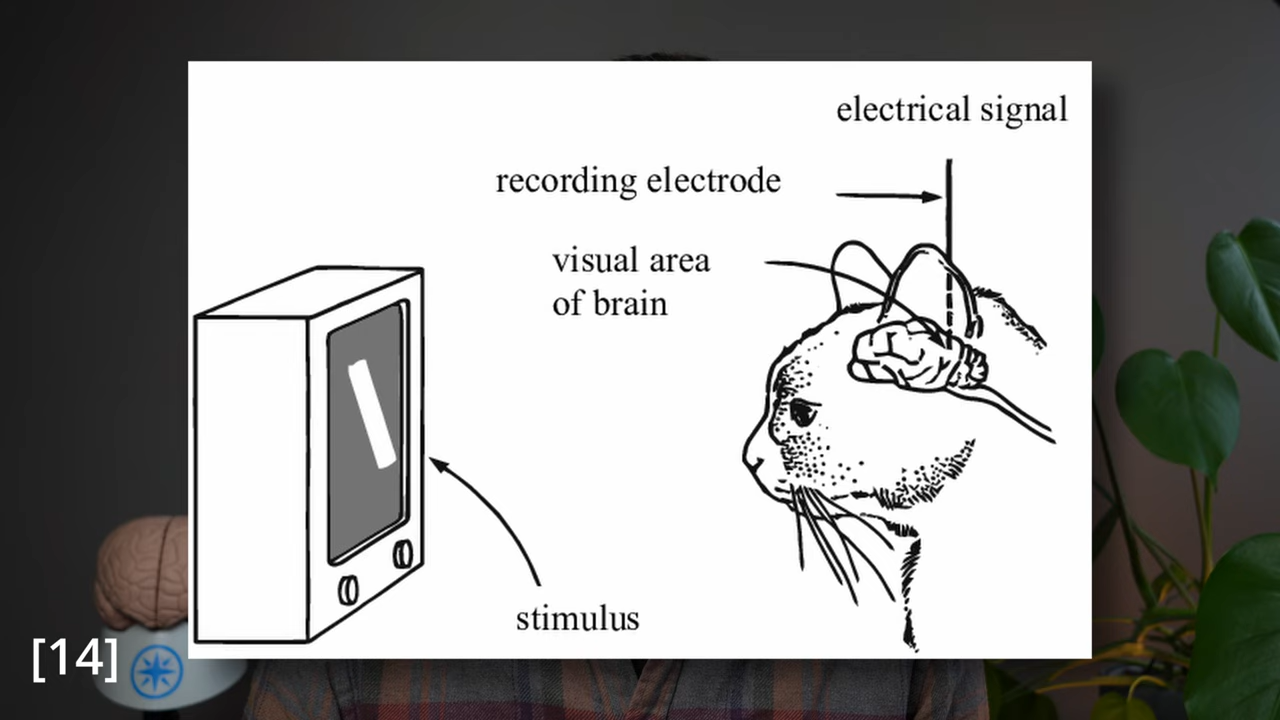 electrical signal
recording electrode
visual area
of brain
stimulus
[14]